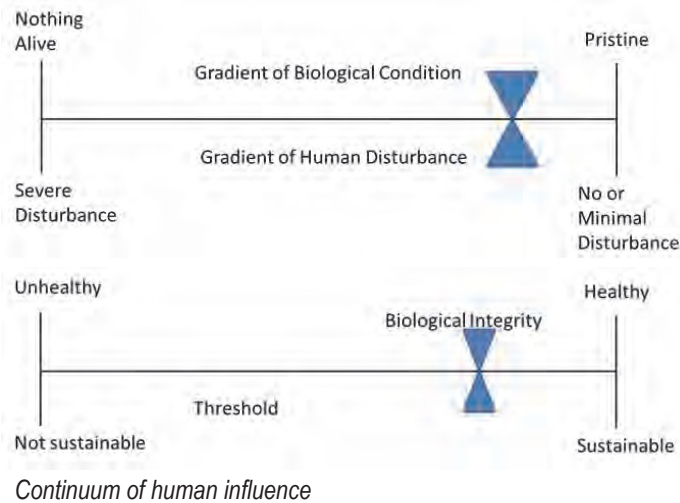 Nothing
Alive
Pristine
Gradient of Biological Condition
Gradient of Human Disturbance
Severe
Disturbance
No or
Minimal
Disturbance
Unhealthy
Healthy
Biological Integrity
Threshold
Not sustainable
Sustainable
Continuum of human influence